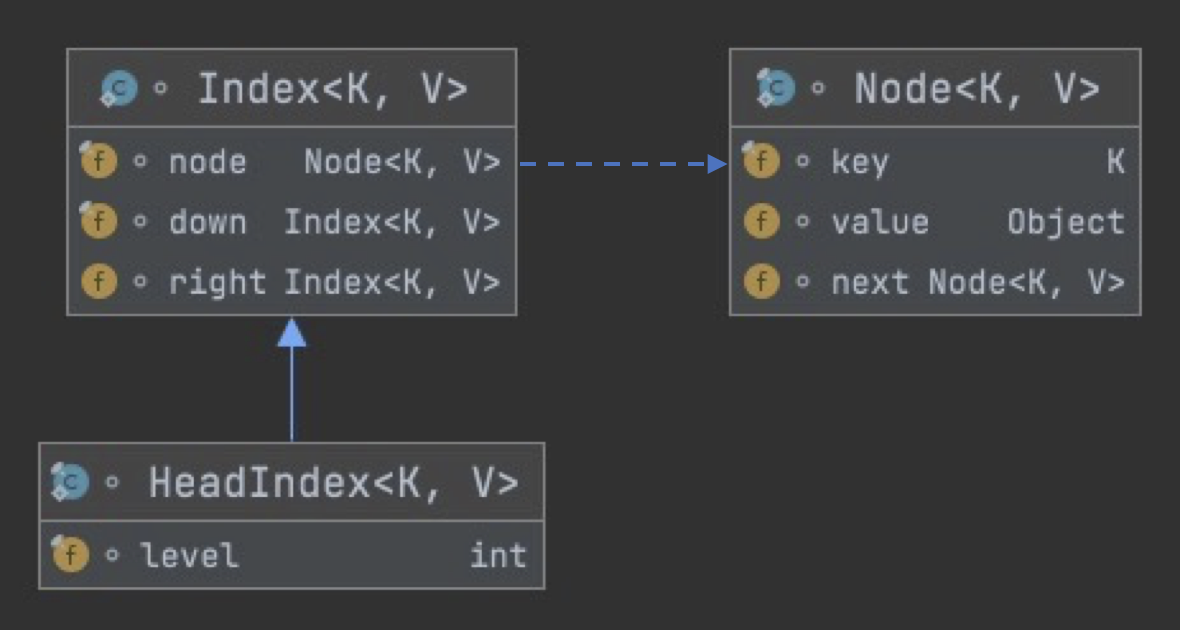 Index<K, V>
node Node<K, V>
down Index<K, V>
right Index<K, V>
Node<K, V>
key K
value Object
next Node<K, V>
HeadIndex<K, V>
level int